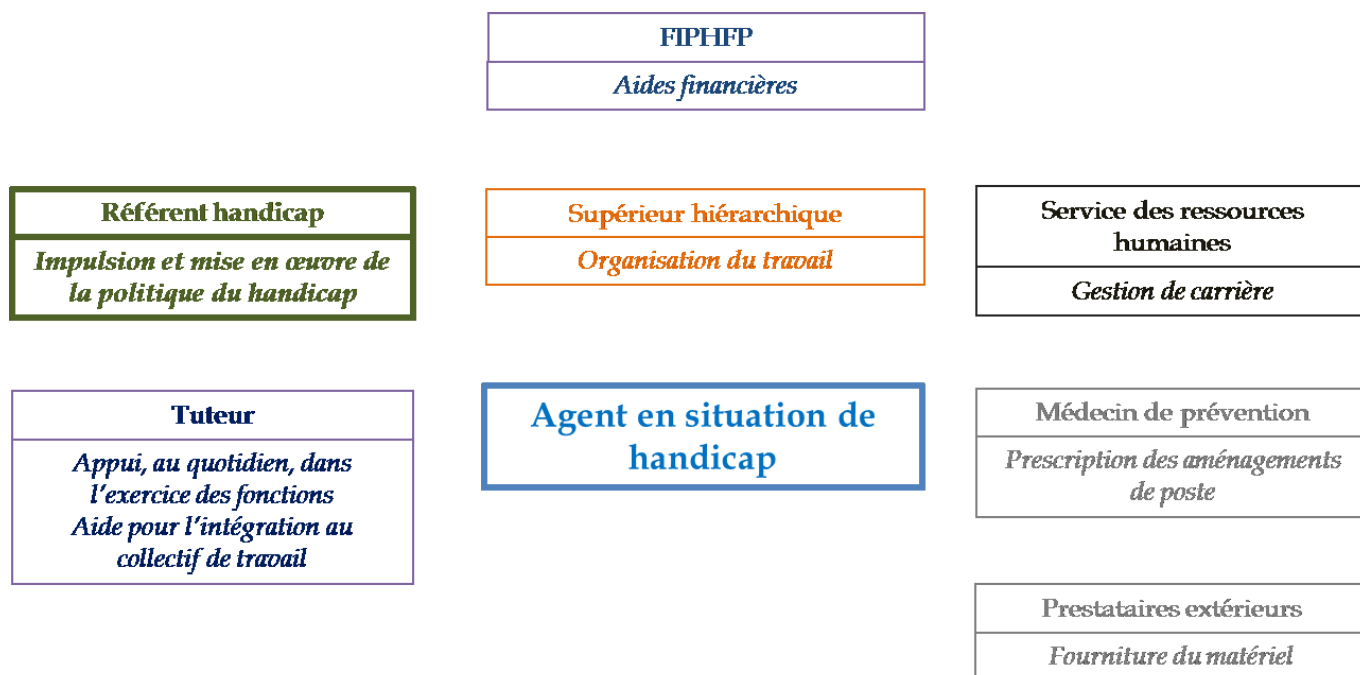 FIPHFP
Aides financières
Référent handicap
Impulsion et mise en œuvre de
la politique du handicap
Supérieur hiérarchique
Organisation du travail
Service des ressources
humaines
Gestion de carrière
Tuteur
Appui, au quotidien, dans
l'exercice des fonctions
Aide pour l'intégration au
collectif de travail
Agent en situation de
handicap
Médecin de prévention
Prescription des aménagements
de poste
Prestataires extérieurs
Fourniture du matériel